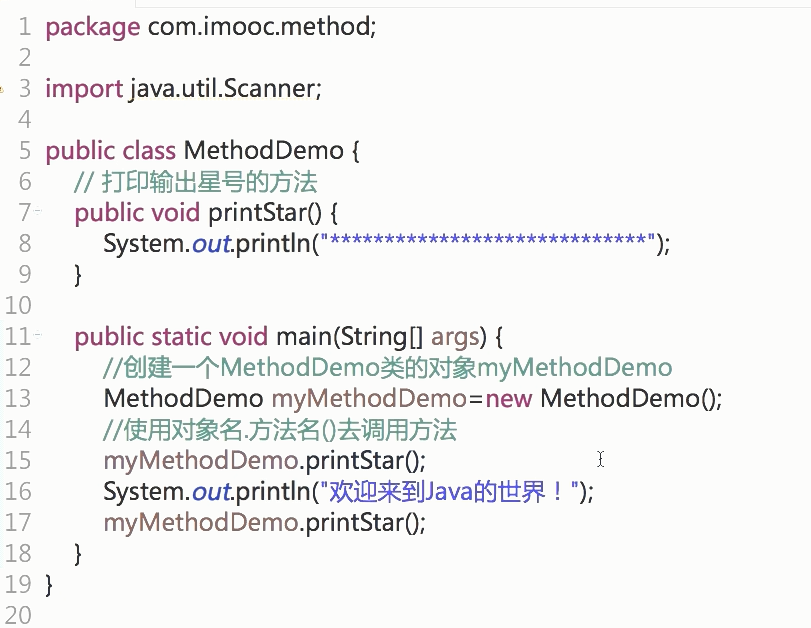 1 package com.imooc.method;
2
3 import java.util.Scanner;
4
5 public class MethodDemo {
6 // 打印输出星号的方法
7 public void printStar() {
8 System.out.println("*****************************");
9 }
10
11 public static void main(String[] args) {
12 //创建一个MethodDemo类的对象myMethodDemo
13 MethodDemo myMethodDemo=new MethodDemo();
14 //使用对象名.方法名()去调用方法
15 myMethodDemo.printStar();
16 System.out.println("欢迎来到Java的世界！");
17 myMethodDemo.printStar();
18 }
19 }
20